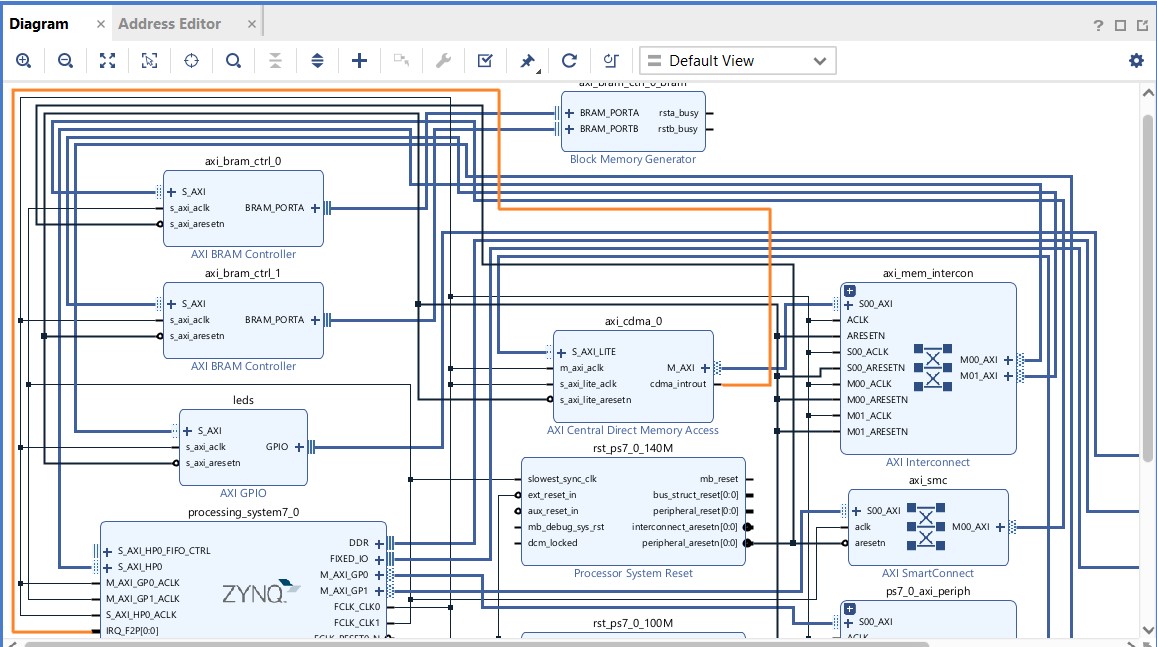 Diagram × Address Editor ×
?
Default View
axi_bram_ctrl_0_bram
BRAM_PORTA rsta_busy
BRAM_PORTB rstb_busy
Block Memory Generator
axi_bram_ctrl_0
S_AXI
s_axi_aclk BRAM_PORTA
s_axi_aresetn
AXI BRAM Controller
axi_bram_ctrl_1
S_AXI
s_axi_aclk BRAM_PORTA
s_axi_aresetn
AXI BRAM Controller
axi_cdma_0
S_AXI_LITE
m_axi_aclk M_AXI
s_axi_lite_aclk cdma_introut
s_axi_lite_aresetn
AXI Central Direct Memory Access
axi_mem_intercon
S00_AXI
ACLK
ARESETN
S00_ACLK
S00_ARESETN
M00_ACLK
M00_ARESETN
M01_ACLK
M01_ARESETN
M00_AXI
M01_AXI
AXI Interconnect
leds
S_AXI
s_axi_aclk GPIO
s_axi_aresetn
AXI GPIO
rst_ps7_0_140M
slowest_sync_clk mb_reset
ext_reset_in bus_struct_reset[0:0]
aux_reset_in peripheral_reset[0:0]
mb_debug_sys_rst interconnect_aresetn[0:0]
dcm_locked peripheral_aresetn[0:0]
Processor System Reset
axi_smc
S00_AXI
aclk M00_AXI
aresetn
AXI SmartConnect
processing_system7_0
S_AXI_HP0_FIFO_CTRL
S_AXI_HP0
M_AXI_GP0_ACLK
M_AXI_GP1_ACLK
S_AXI_HP0_ACLK
IRQ_F2P[0:0]
ZYNQ
DDR
FIXED_IO
M_AXI_GP0
M_AXI_GP1
FCLK_CLK0
FCLK_CLK1
FCLK_RESET0_N
rst_ps7_0_100M
ps7_0_axi_periph
S00_AXI
ACLK